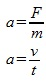 a = F/m
a = v/t